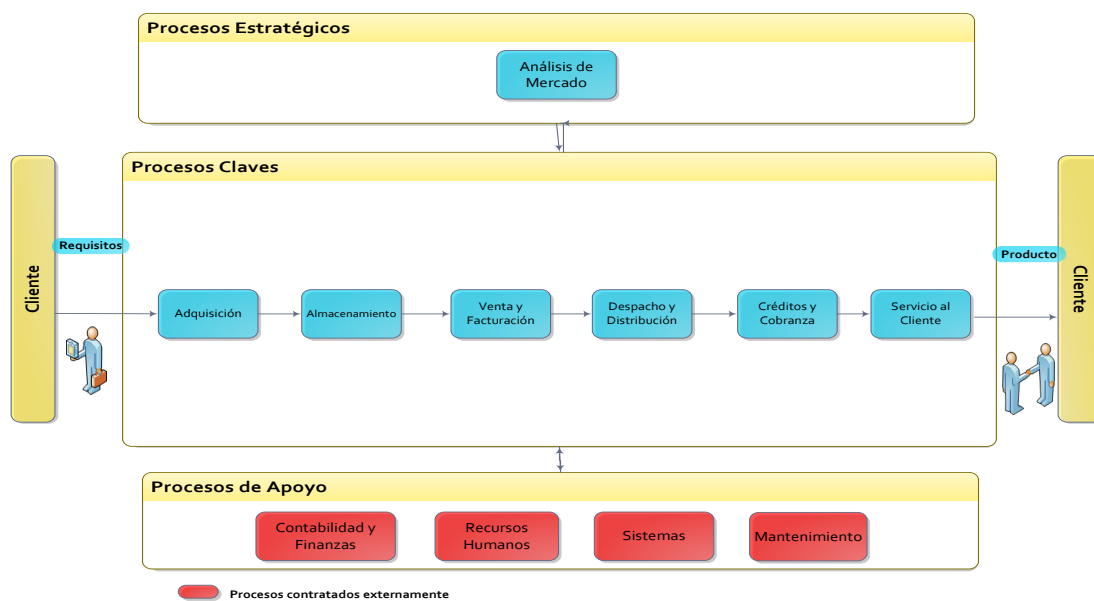 Procesos Estratégicos
Análisis de
Mercado
Procesos Claves
Cliente
Requisitos
Adquisición
Almacenamiento
Venta y
Facturación
Despacho y
Distribución
Créditos y
Cobranza
Servicio al
Cliente
Producto
Cliente
Procesos de Apoyo
Contabilidad y
Finanzas
Recursos
Humanos
Sistemas
Mantenimiento
Procesos contratados externamente